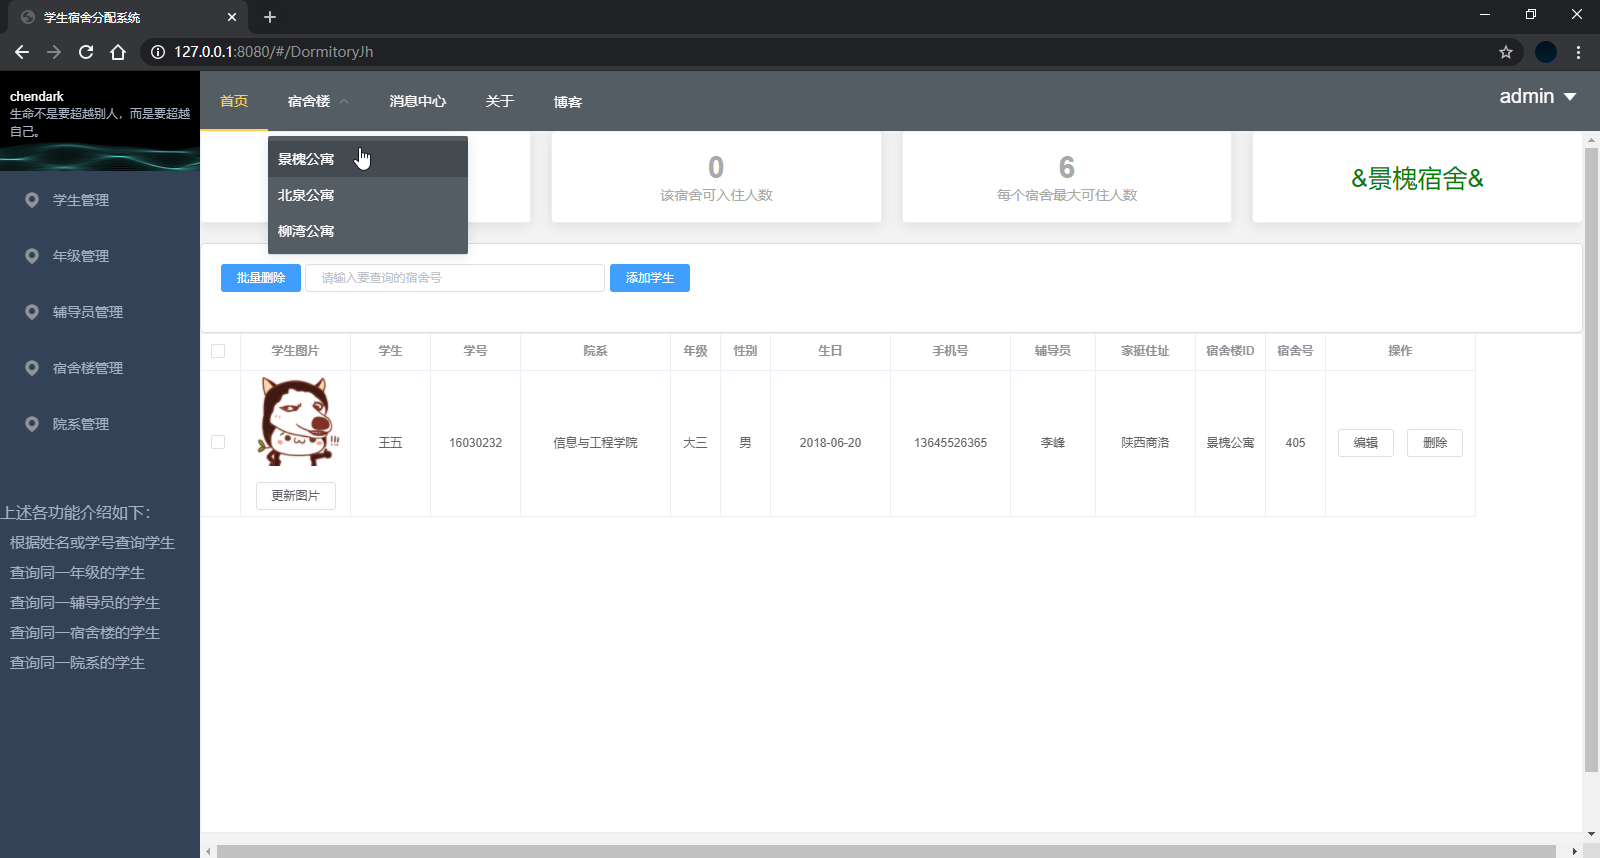 学生宿舍分配系统
127.0.0.1:8080/#/DormitoryJh
chendark
生命不是要超越别人，而是要超越
自己。
首页
宿舍楼
消息中心
关于
博客
admin
景槐公寓
北泉公寓
柳湾公寓
0
该宿舍可入住人数
6
每个宿舍最大可住人数
&景槐宿舍&
学生管理
年级管理
辅导员管理
宿舍楼管理
院系管理
上述各功能介绍如下：
根据姓名或学号查询学生
查询同一年级的学生
查询同一辅导员的学生
查询同一宿舍楼的学生
查询同一院系的学生
批量删除
请输入要查询的宿舍号
添加学生
学生图片 学生 学号 院系 年级 性别 生日 手机号 辅导员 家挺住址 宿舍楼ID 宿舍号 操作
王五 16030232 信息与工程学院 大三 男 2018-06-20 13645526365 李峰 陕西商洛 景槐公寓 405 编辑 删除
更新图片